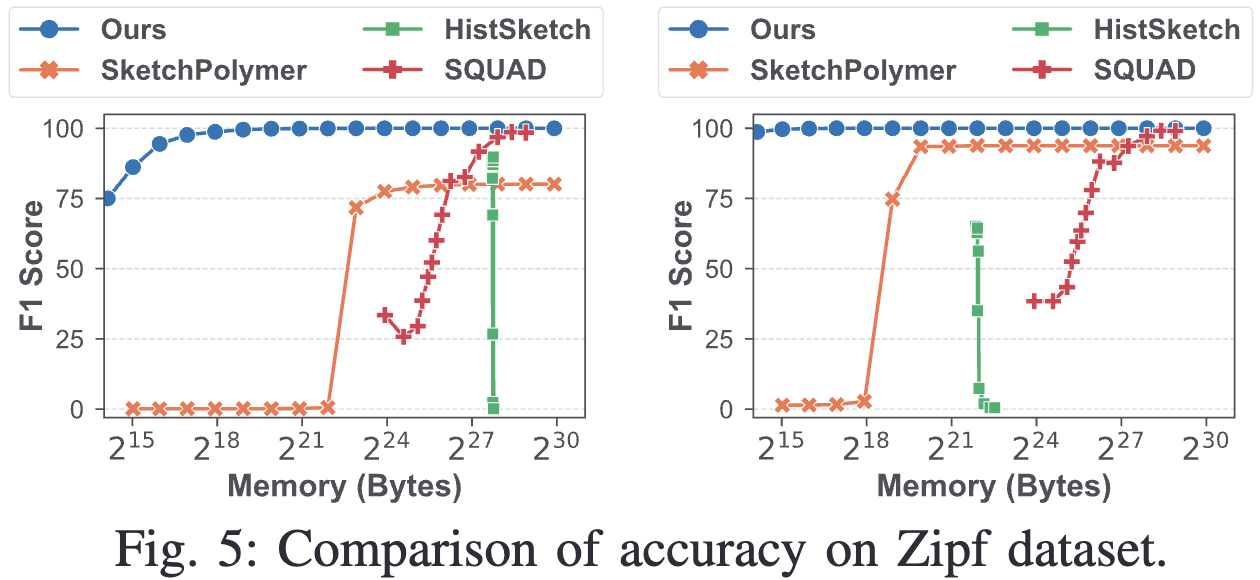 Ours HistSketch
SketchPolymer SQUAD
100
75
50
25
0
F1 Score
2^15 2^18 2^21 2^24 2^27 2^30
Memory (Bytes)
Ours HistSketch
SketchPolymer SQUAD
100
75
50
25
0
F1 Score
2^15 2^18 2^21 2^24 2^27 2^30
Memory (Bytes)
Fig. 5: Comparison of accuracy on Zipf dataset.